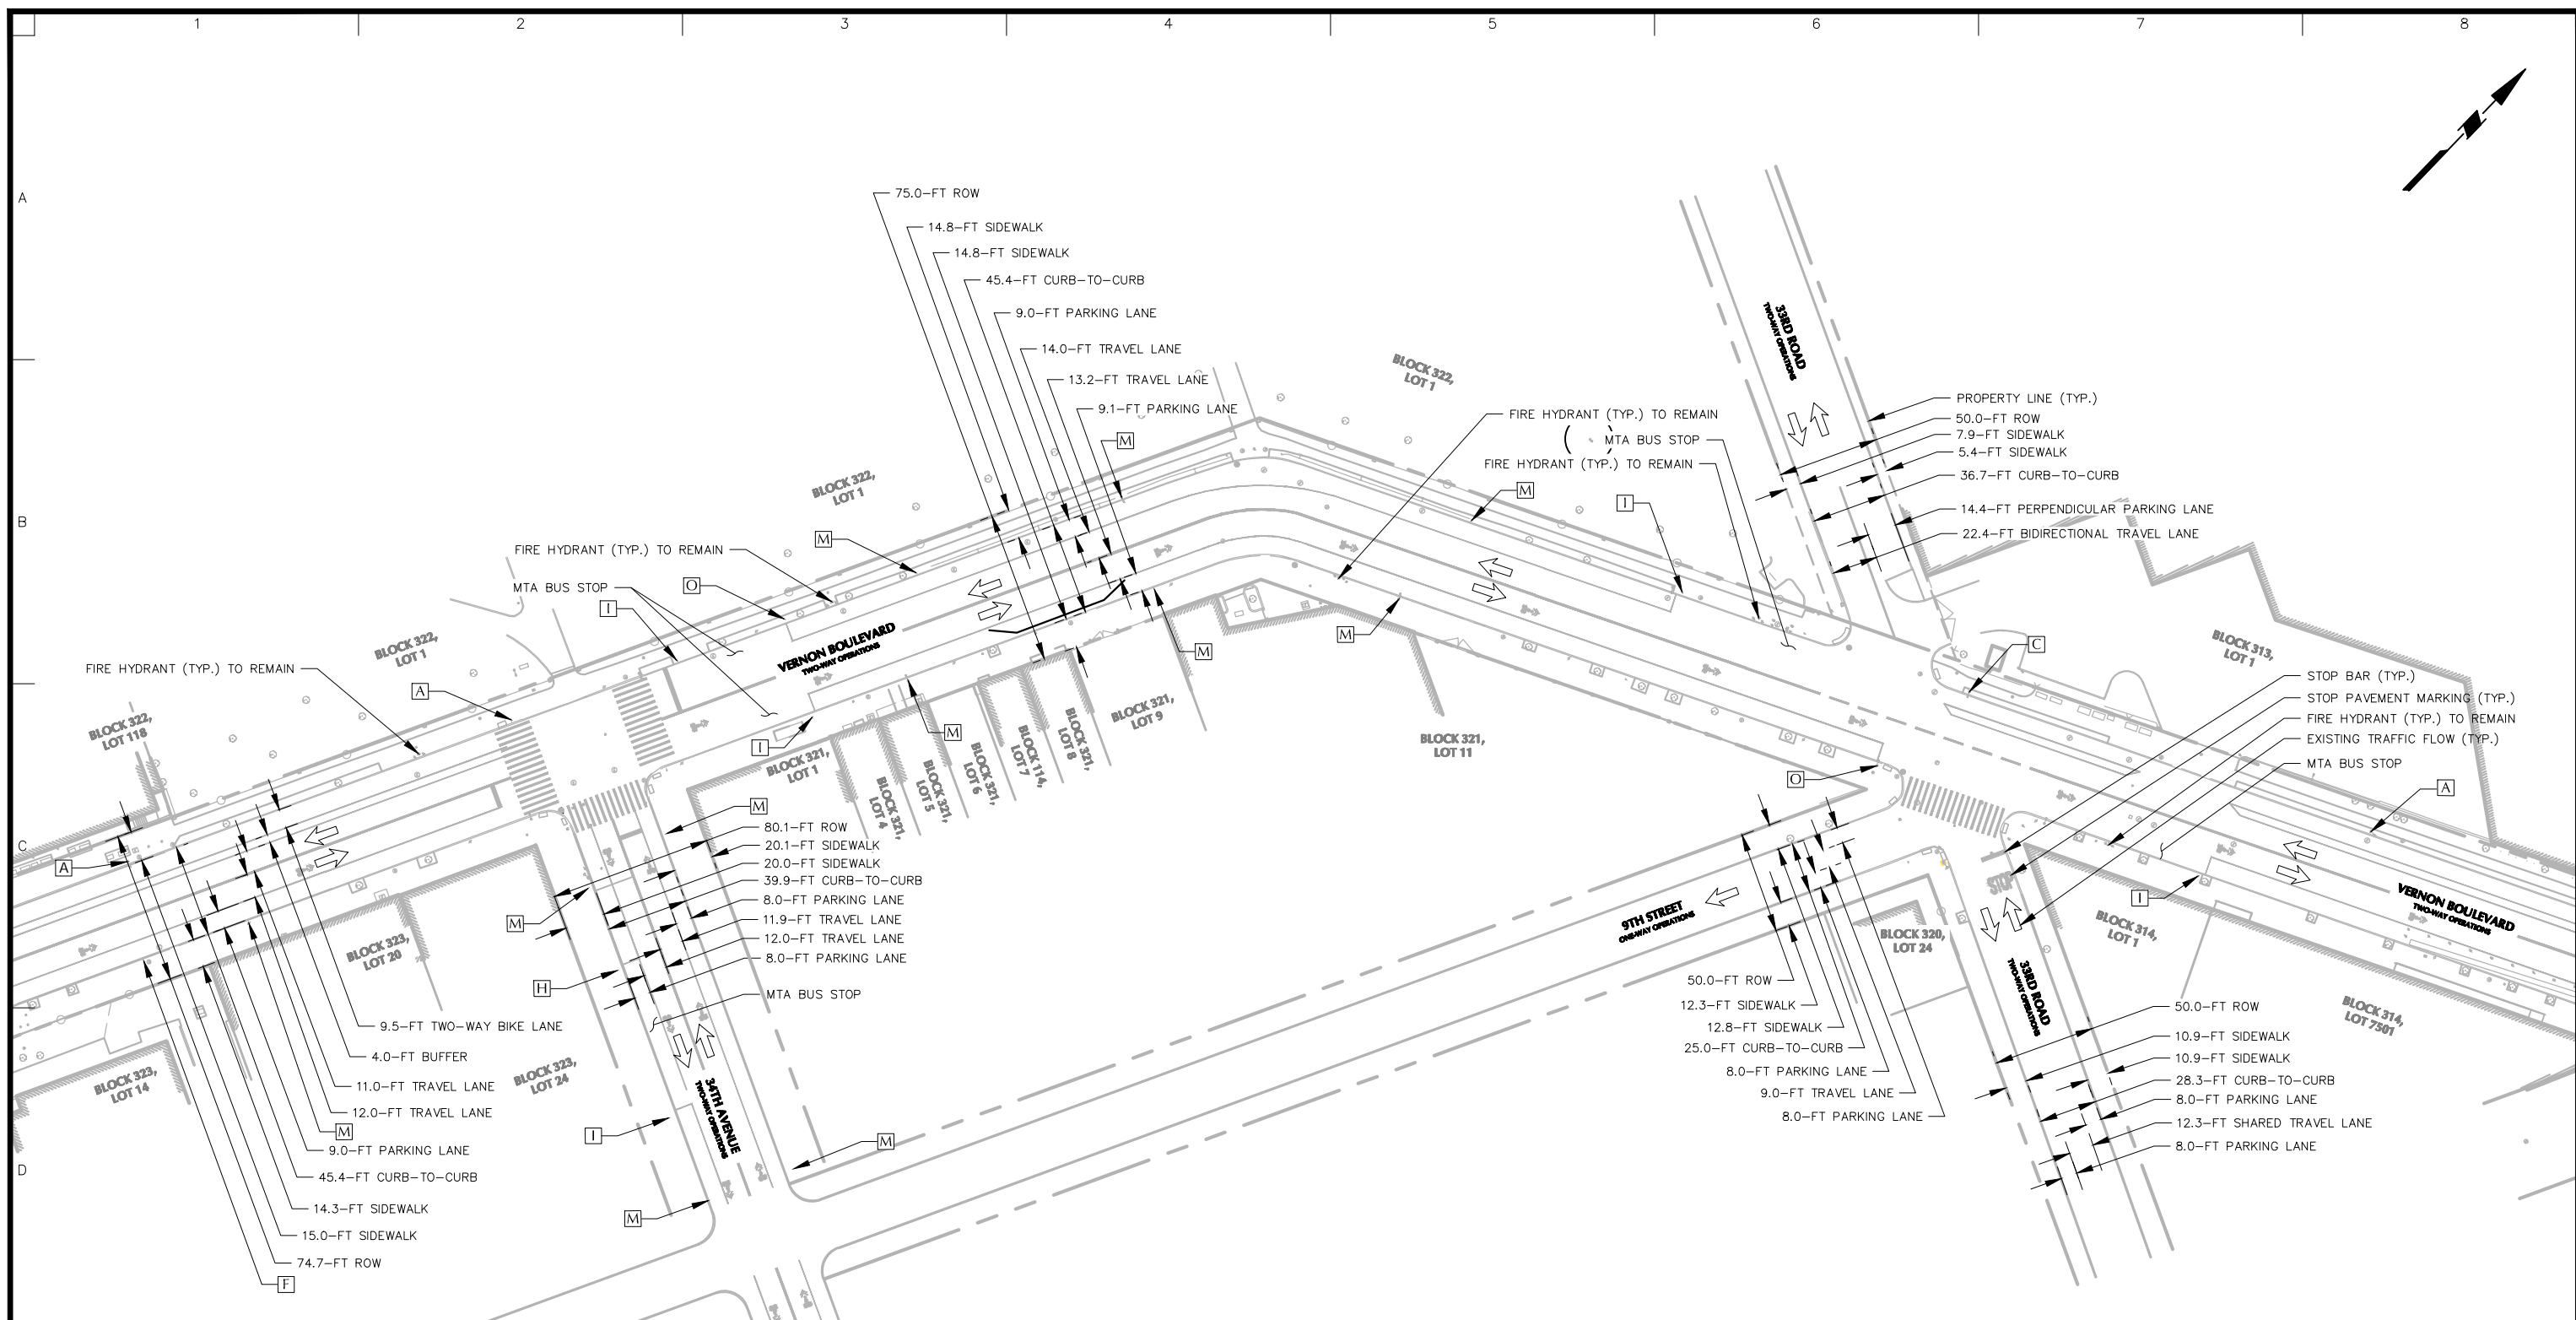 1
2
3
4
5
6
7
8
A
B
C
D
75.0-FT ROW
14.8-FT SIDEWALK
14.8-FT SIDEWALK
45.4-FT CURB-TO-CURB
9.0-FT PARKING LANE
14.0-FT TRAVEL LANE
13.2-FT TRAVEL LANE
9.1-FT PARKING LANE
M
BLOCK 322,
LOT 1
FIRE HYDRANT (TYP.) TO REMAIN
MTA BUS STOP
FIRE HYDRANT (TYP.) TO REMAIN
M
I
33RD ROAD
TWO-WAY OPERATIONS
PROPERTY LINE (TYP.)
50.0-FT ROW
7.9-FT SIDEWALK
5.4-FT SIDEWALK
36.7-FT CURB-TO-CURB
14.4-FT PERPENDICULAR PARKING LANE
22.4-FT BIDIRECTIONAL TRAVEL LANE
BLOCK 322,
LOT 1
M
FIRE HYDRANT (TYP.) TO REMAIN
O
MTA BUS STOP
I
VERNON BOULEVARD
TWO-WAY OPERATIONS
M
M
BLOCK 322,
LOT 1
FIRE HYDRANT (TYP.) TO REMAIN
A
BLOCK 322,
LOT 118
I
M
BLOCK 321,
LOT 1
BLOCK 321,
LOT 4
BLOCK 321,
LOT 5
BLOCK 321,
LOT 6
BLOCK 114,
LOT 7
BLOCK 321,
LOT 8
BLOCK 321,
LOT 9
BLOCK 321,
LOT 11
C
BLOCK 313,
LOT 1
STOP BAR (TYP.)
STOP PAVEMENT MARKING (TYP.)
FIRE HYDRANT (TYP.) TO REMAIN
EXISTING TRAFFIC FLOW (TYP.)
MTA BUS STOP
O
A
A
M
80.1-FT ROW
20.1-FT SIDEWALK
20.0-FT SIDEWALK
39.9-FT CURB-TO-CURB
8.0-FT PARKING LANE
11.9-FT TRAVEL LANE
12.0-FT TRAVEL LANE
8.0-FT PARKING LANE
MTA BUS STOP
M
H
BLOCK 323,
LOT 20
BLOCK 323,
LOT 24
BLOCK 323,
LOT 14
9.5-FT TWO-WAY BIKE LANE
4.0-FT BUFFER
11.0-FT TRAVEL LANE
12.0-FT TRAVEL LANE
M
9.0-FT PARKING LANE
45.4-FT CURB-TO-CURB
14.3-FT SIDEWALK
15.0-FT SIDEWALK
74.7-FT ROW
F
34TH AVENUE
TWO-WAY OPERATIONS
I
M
M
9TH STREET
ONE-WAY OPERATIONS
50.0-FT ROW
12.3-FT SIDEWALK
12.8-FT SIDEWALK
25.0-FT CURB-TO-CURB
8.0-FT PARKING LANE
9.0-FT TRAVEL LANE
8.0-FT PARKING LANE
BLOCK 320,
LOT 24
STOP
33RD ROAD
TWO-WAY OPERATIONS
BLOCK 314,
LOT 1
I
VERNON BOULEVARD
TWO-WAY OPERATIONS
BLOCK 314,
LOT 7501
50.0-FT ROW
10.9-FT SIDEWALK
10.9-FT SIDEWALK
28.3-FT CURB-TO-CURB
8.0-FT PARKING LANE
12.3-FT SHARED TRAVEL LANE
8.0-FT PARKING LANE